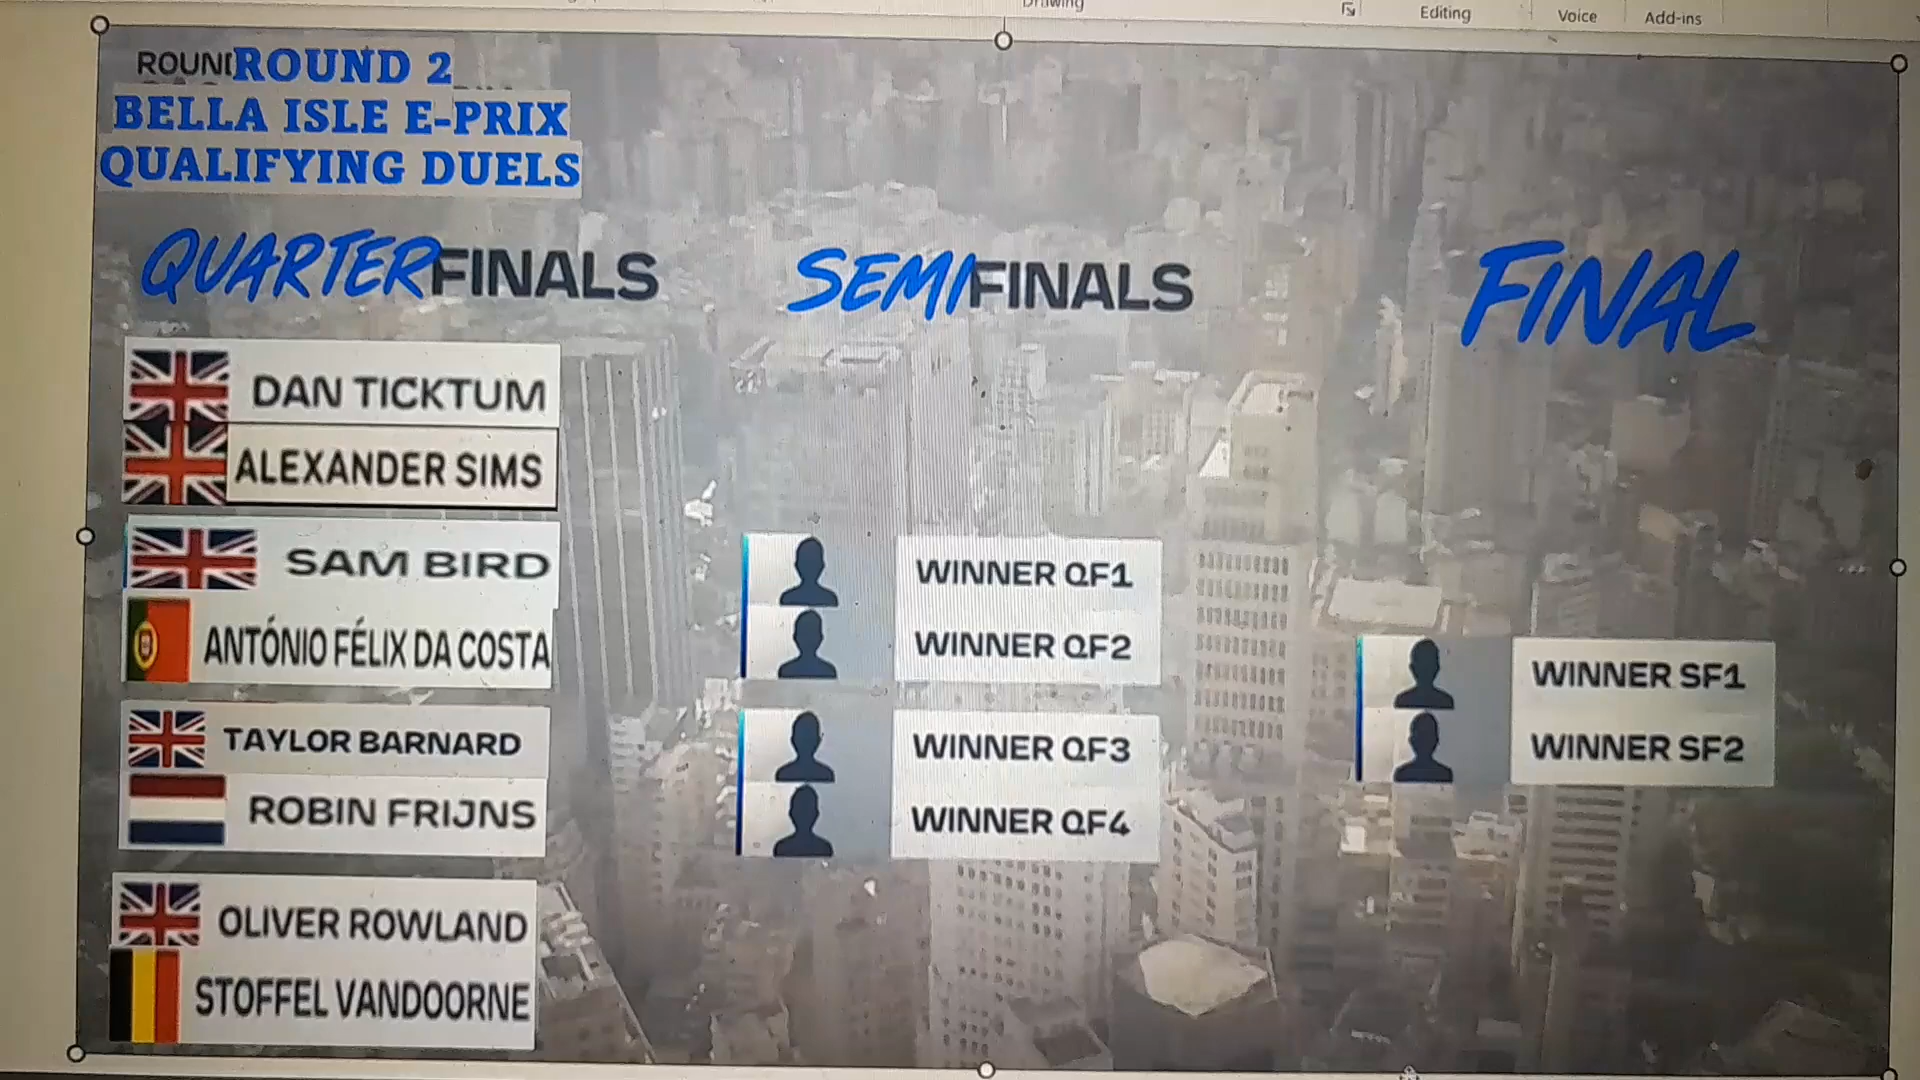 Drawing
Editing
Voice
Add-ins
ROUND 2
BELLA ISLE E-PRIX
QUALIFYING DUELS
QUARTERFINALS
DAN TICKTUM
ALEXANDER SIMS
SAM BIRD
ANTÓNIO FÉLIX DA COSTA
TAYLOR BARNARD
ROBIN FRIJNS
OLIVER ROWLAND
STOFFEL VANDOORNE
SEMIFINALS
WINNER QF1
WINNER QF2
WINNER QF3
WINNER QF4
FINAL
WINNER SF1
WINNER SF2